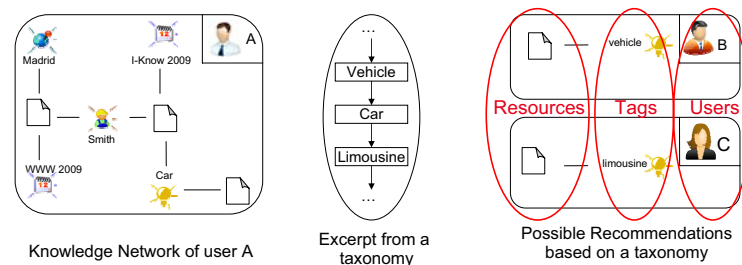 A
Madrid
I-Know 2009
Smith
WWW 2009
Car
Knowledge Network of user A
...
Vehicle
Car
Limousine
...
Excerpt from a
taxonomy
vehicle
B
Resources
Tags
Users
limousine
C
Possible Recommendations
based on a taxonomy